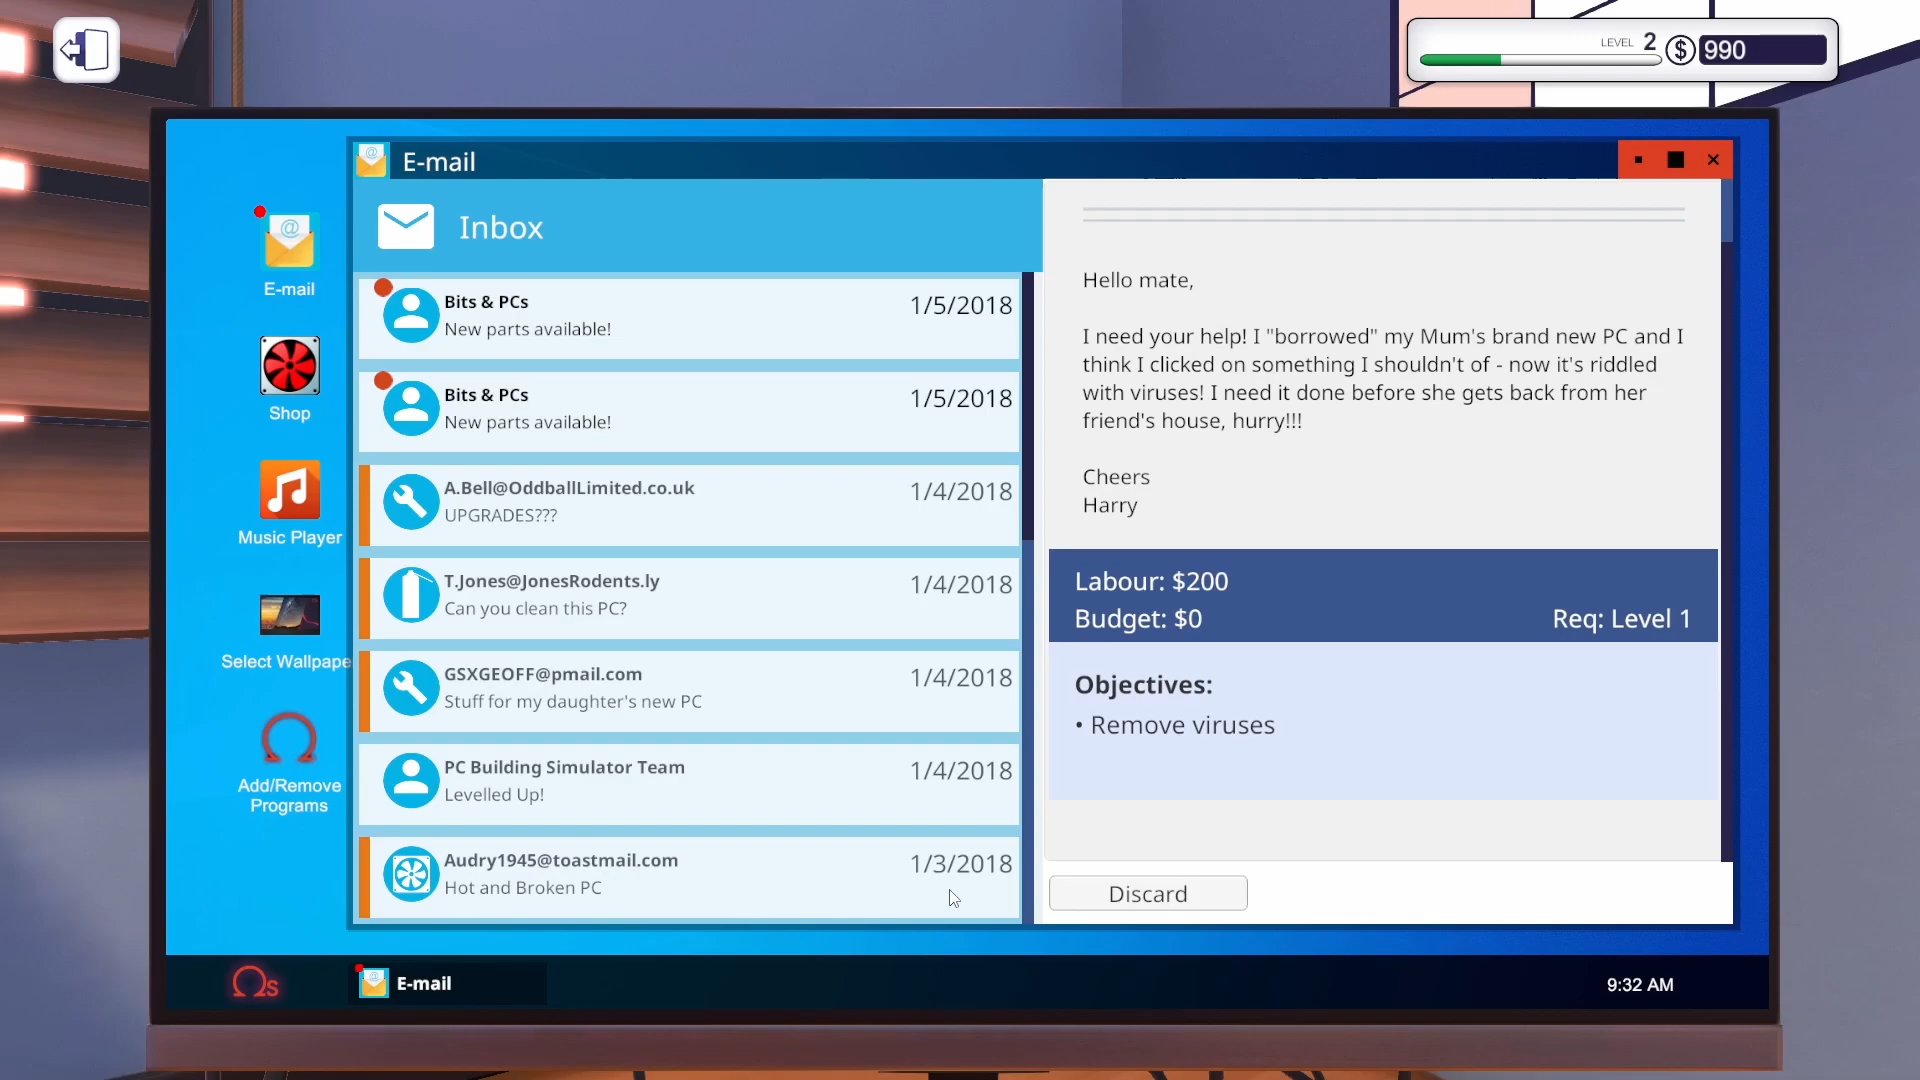 LEVEL 2 $ 990
E-mail
Inbox
E-mail
Shop
Music Player
Select Wallpape
Add/Remove
Programs
Bits & PCs
1/5/2018
New parts available!
Bits & PCs
1/5/2018
New parts available!
A.Bell@OddballLimited.co.uk
1/4/2018
UPGRADES???
T.Jones@JonesRodents.ly
1/4/2018
Can you clean this PC?
GSXGEOFF@pmail.com
1/4/2018
Stuff for my daughter's new PC
PC Building Simulator Team
1/4/2018
Levelled Up!
Audry1945@toastmail.com
1/3/2018
Hot and Broken PC
Hello mate,
I need your help! I "borrowed" my Mum's brand new PC and I
think I clicked on something I shouldn't of - now it's riddled
with viruses! I need it done before she gets back from her
friend's house, hurry!!!
Cheers
Harry
Labour: $200
Budget: $0
Req: Level 1
Objectives:
• Remove viruses
Discard
Ωs
E-mail
9:32 AM